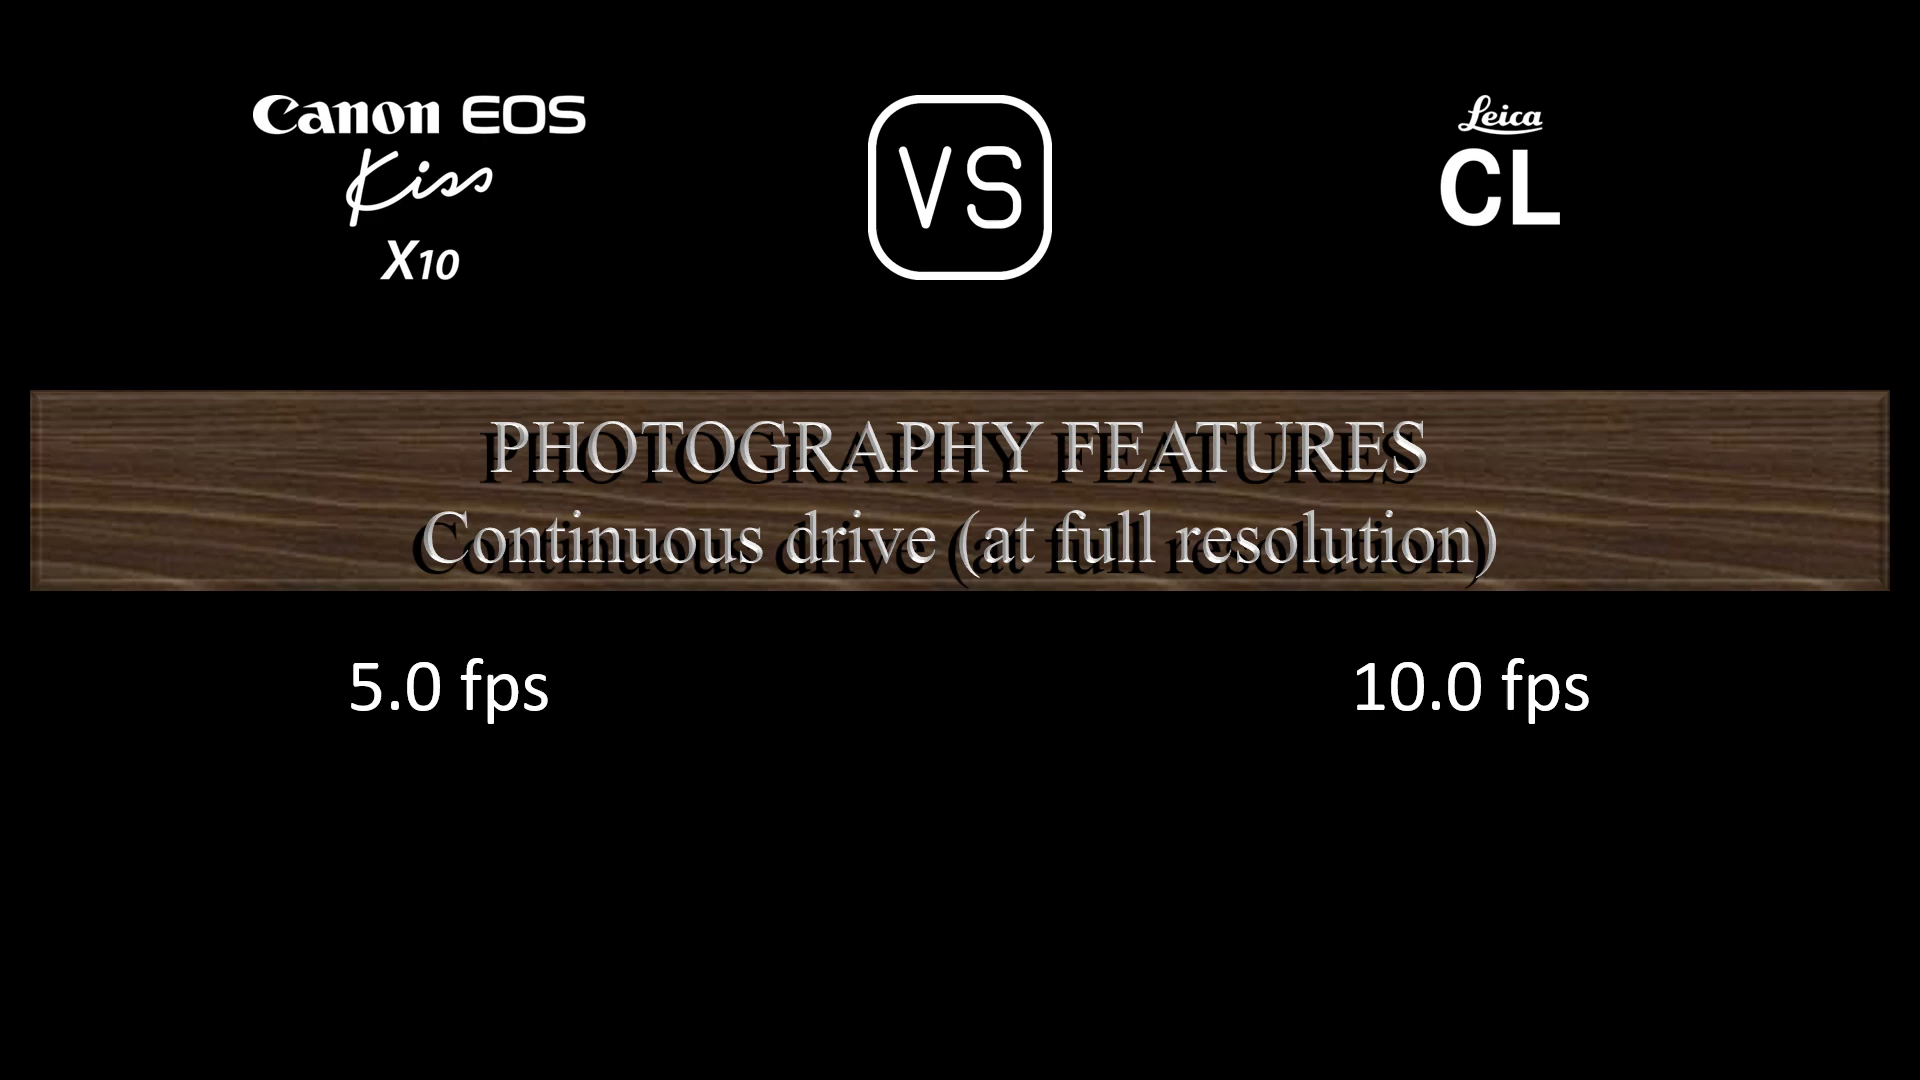 Canon EOS
Kiss
X10
VS
Leica
CL
PHOTOGRAPHY FEATURES
Continuous drive (at full resolution)
5.0 fps
10.0 fps